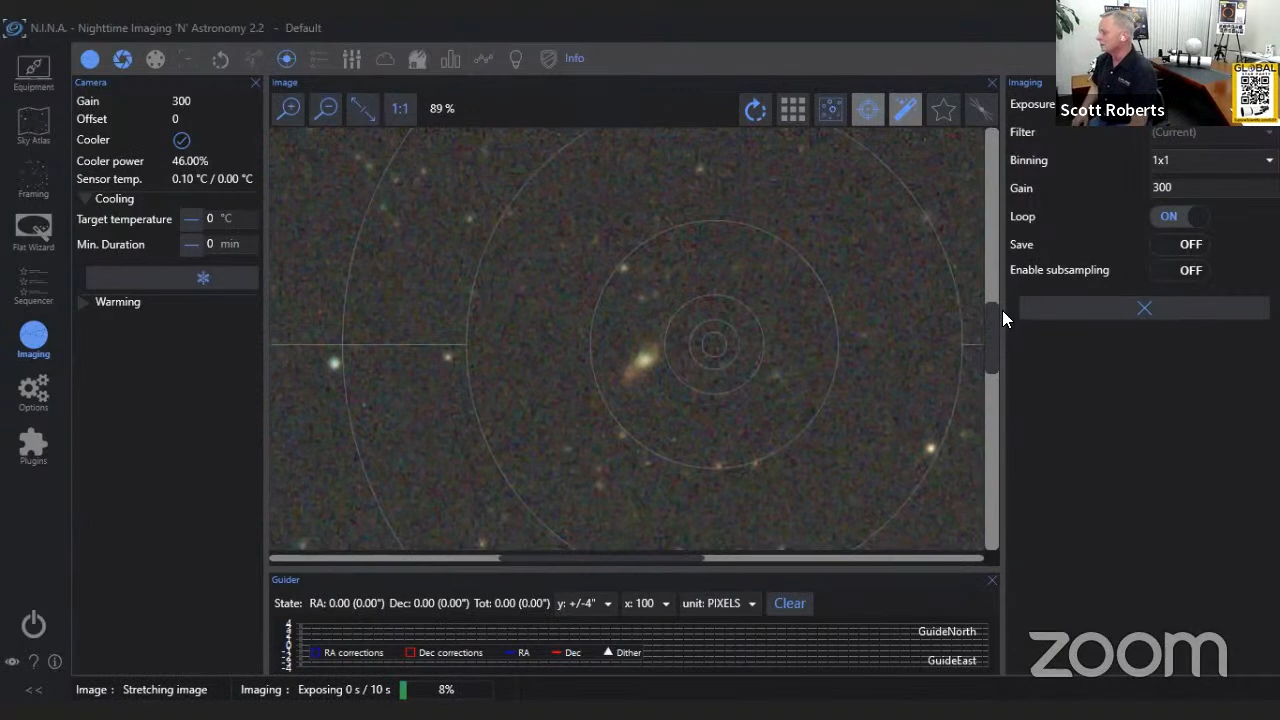 N.I.N.A. - Nighttime Imaging 'N' Astronomy 2.2 - Default
Equipment
Sky Atlas
Framing
Flat Wizard
Sequencer
Imaging
Options
Plugins
<<
Info
Camera
Gain 300
Offset 0
Cooler
Cooler power 46.00%
Sensor temp. 0.10 °C / 0.00 °C
Cooling
Target temperature 0 °C
Min. Duration 0 min
Warming
Image
1:1 89 %
Imaging
Exposure
Filter (Current)
Binning 1x1
Gain 300
Loop ON
Save OFF
Enable subsampling OFF
Scott Roberts
GLOBAL
STAR PARTY
Guider
State: RA: 0.00 (0.00") Dec: 0.00 (0.00") Tot: 0.00 (0.00") y: +/-4" x: 100 unit: PIXELS Clear
GuideNorth
RA corrections Dec corrections RA Dec Dither
GuideEast
Image : Stretching image Imaging : Exposing 0 s / 10 s 8%
zoom